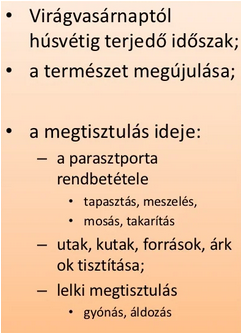 • Virágvasárnaptól
húsvétig terjedő időszak;
• a természet megújulása;
• a megtisztulás ideje:
– a parasztporta
rendbetétele
• tapasztás, meszelés,
• mosás, takarítás
– utak, kutak, források, árk
ok tisztítása;
– lelki megtisztulás
• gyónás, áldozás